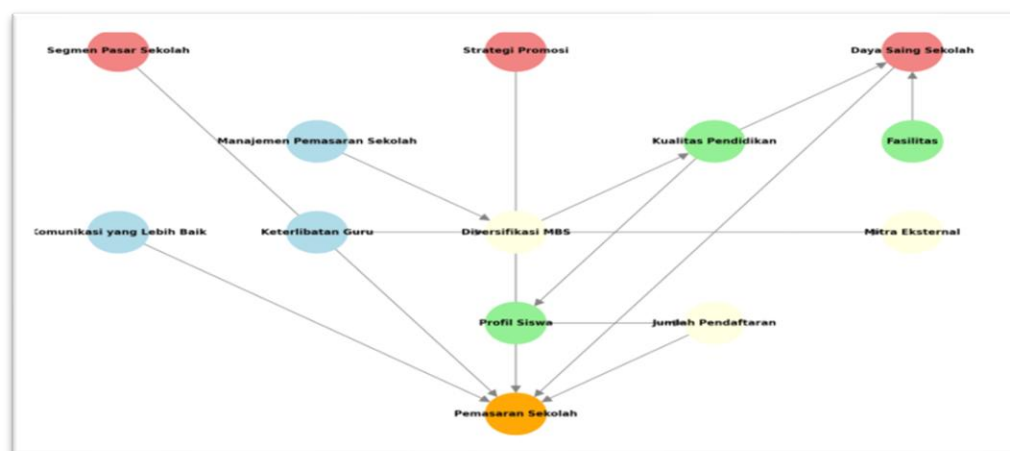 Segmen Pasar Sekolah
Strategi Promosi
Daya Saing Sekolah
Manajemen Pemasaran Sekolah
Kualitas Pendidikan
Fasilitas
Komunikasi yang Lebih Baik
Keterlibatan Guru
Diversifikasi MBS
Mitra Eksternal
Profil Siswa
Jumlah Pendaftaran
Pemasaran Sekolah